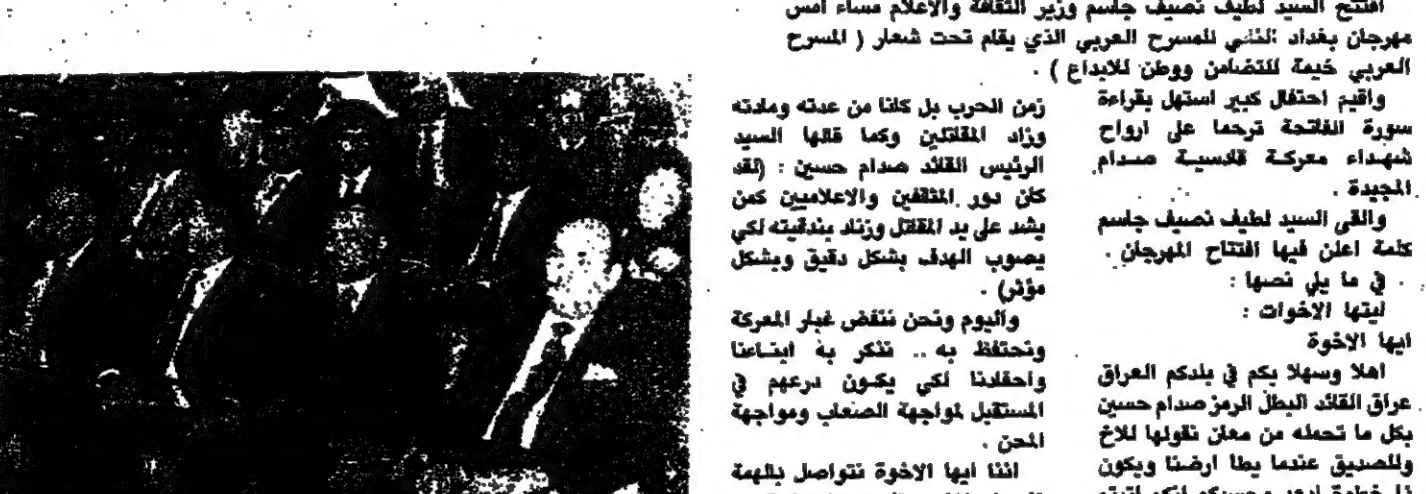 افتتح السيد لطيف نصيف جاسم وزير الثقافة والاعلام مساء امس
مهرجان بغداد الثاني للمسرح العربي الذي يقام تحت شعار ( المسرح
العربي خيمة للتضامن ووطن للابداع ) .
واقيم احتفال كبير استهل بقراءة
سورة الفاتحة ترحما على ارواح
شهداء معركة قادسية صدام
المجيدة .
والقى السيد لطيف نصيف جاسم
كلمة اعلن فيها افتتاح المهرجان .
في ما يلي نصها :
ايتها الاخوات :
ايها الاخوة
اهلا وسهلا بكم في بلدكم العراق
عراق القائد البطل الرمز صدام حسين
بكل ما تحمله من معان نقولها للاخ
وللصديق عندما يطا ارضنا ويكون
زمن الحرب بل كانا من عدته ومادته
وزاد المقاتلين وكما قالها السيد
الرئيس القائد صدام حسين : (لقد
كان دور المثقفين والاعلاميين كمن
يشد على يد المقاتل وزناد بندقيته لكي
يصوب الهدف بشكل دقيق وبشكل
مؤثر) .
واليوم ونحن ننفض غبار المعركة
ونحتفظ به .. نذكر به ابناءنا
واحفادنا لكي يكون درعهم في
المستقبل لمواجهة الصعاب ومواجهة
المحن .
اننا ايها الاخوة نتواصل بالهمة